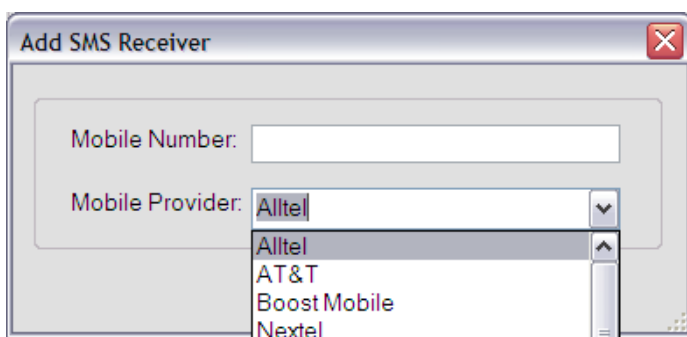 Add SMS Receiver
Mobile Number:
Mobile Provider: Alltel
Alltel
AT&T
Boost Mobile
Nextel